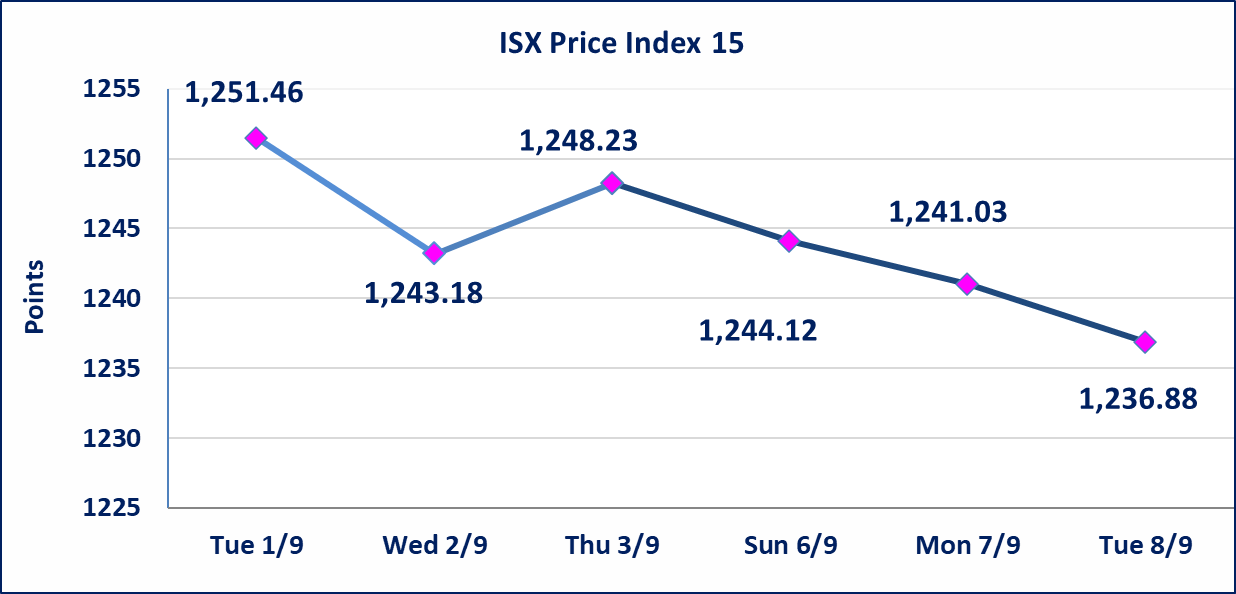 ISX Price Index 15
Points
1255
1250
1245
1240
1235
1230
1225
1,251.46
1,243.18
1,248.23
1,244.12
1,241.03
1,236.88
Tue 1/9
Wed 2/9
Thu 3/9
Sun 6/9
Mon 7/9
Tue 8/9